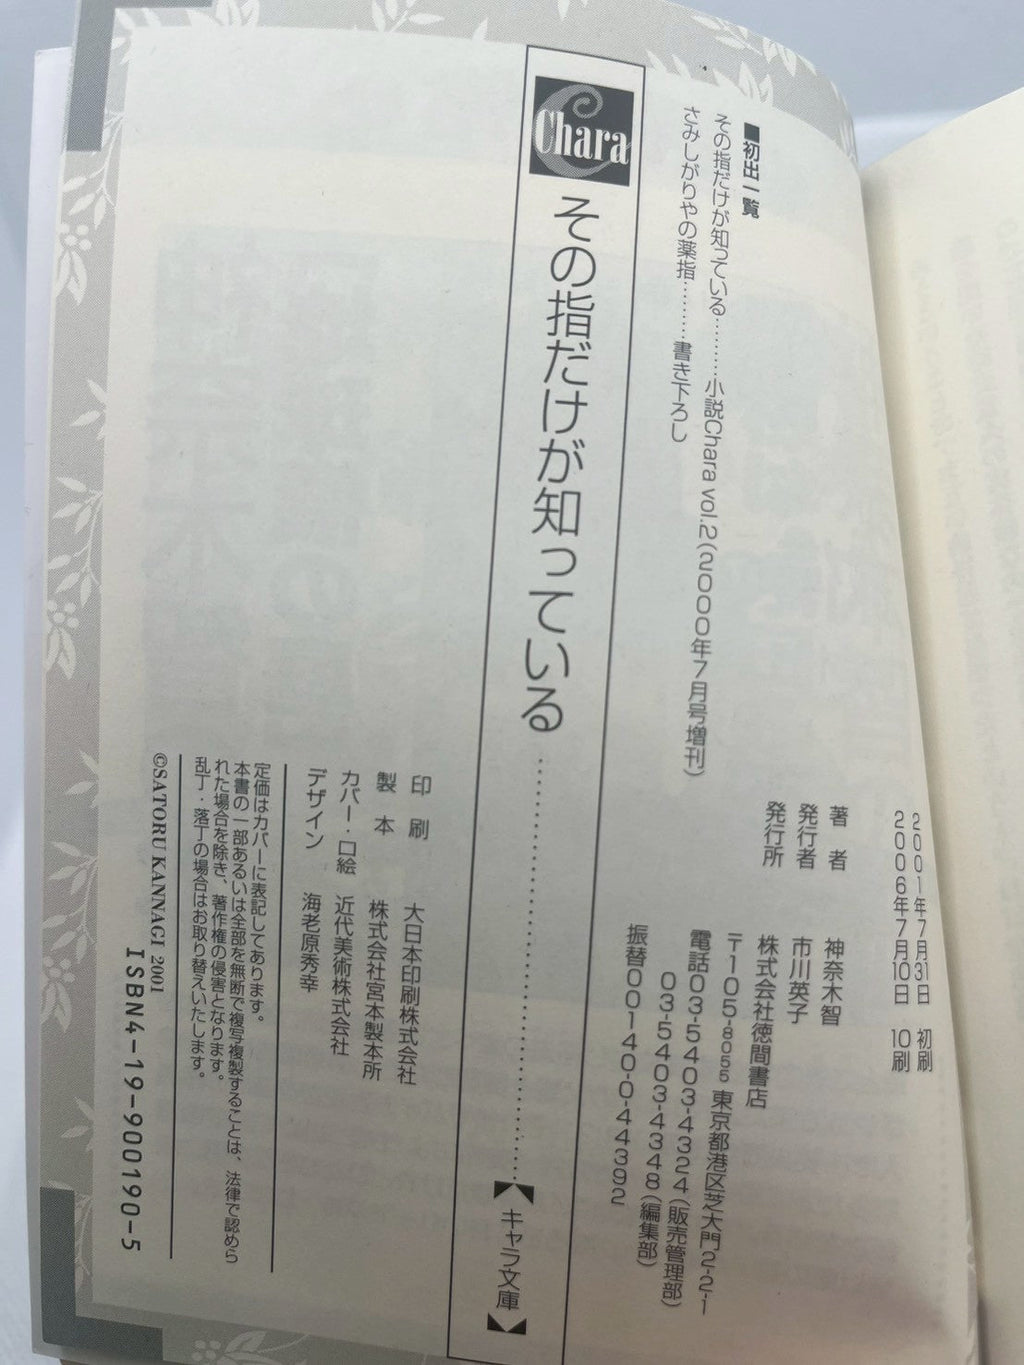 ■初出一覧
その指だけが知っている………小説Chara vol.2(2000年7月号増刊)
さみしがりやの薬指………書き下ろし
Chara
その指だけが知っている
【キャラ文庫】
2001年7月31日 初刷
2006年7月10日 10刷
著者 神奈木智
発行者 市川英子
発行所 株式会社徳間書店
〒105-8055 東京都港区芝大門2-2-1
電話03-5403-4324(販売管理部)
03-5403-4348(編集部)
振替00140-0-44392
印刷 大日本印刷株式会社
製本 株式会社宮本製本所
カバー・口絵 近代美術株式会社
デザイン 海老原秀幸
定価はカバーに表記してあります。
本書の一部あるいは全部を無断で複写複製することは、法律で認めら
れた場合を除き、著作権の侵害となります。
乱丁・落丁の場合はお取り替えいたします。
©SATORU KANNAGI 2001
ISBN4-19-900190-5